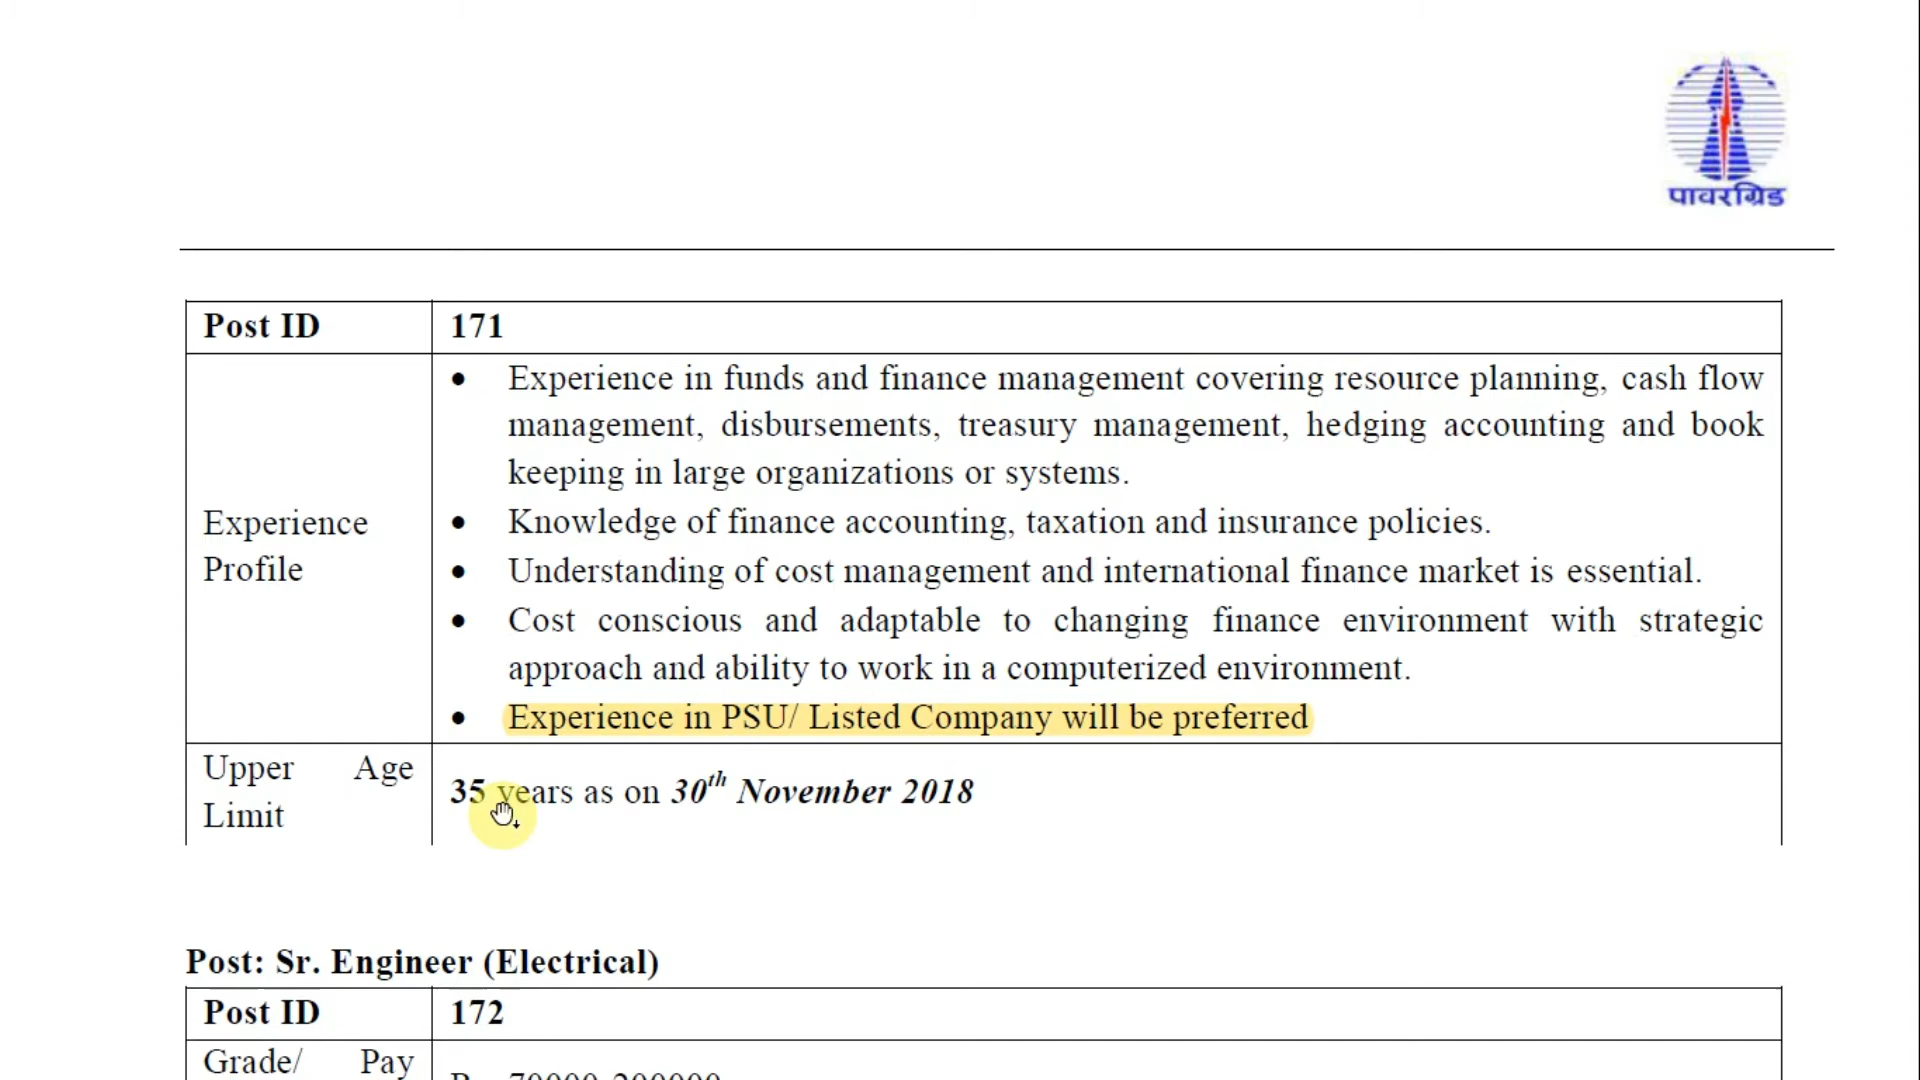 पावरग्रिड
Post ID 171
Experience Profile
• Experience in funds and finance management covering resource planning, cash flow
management, disbursements, treasury management, hedging accounting and book
keeping in large organizations or systems.
• Knowledge of finance accounting, taxation and insurance policies.
• Understanding of cost management and international finance market is essential.
• Cost conscious and adaptable to changing finance environment with strategic
approach and ability to work in a computerized environment.
• Experience in PSU/ Listed Company will be preferred
Upper Age
Limit
35 years as on 30th November 2018
Post: Sr. Engineer (Electrical)
Post ID 172
Grade/ Pay
70000-200000